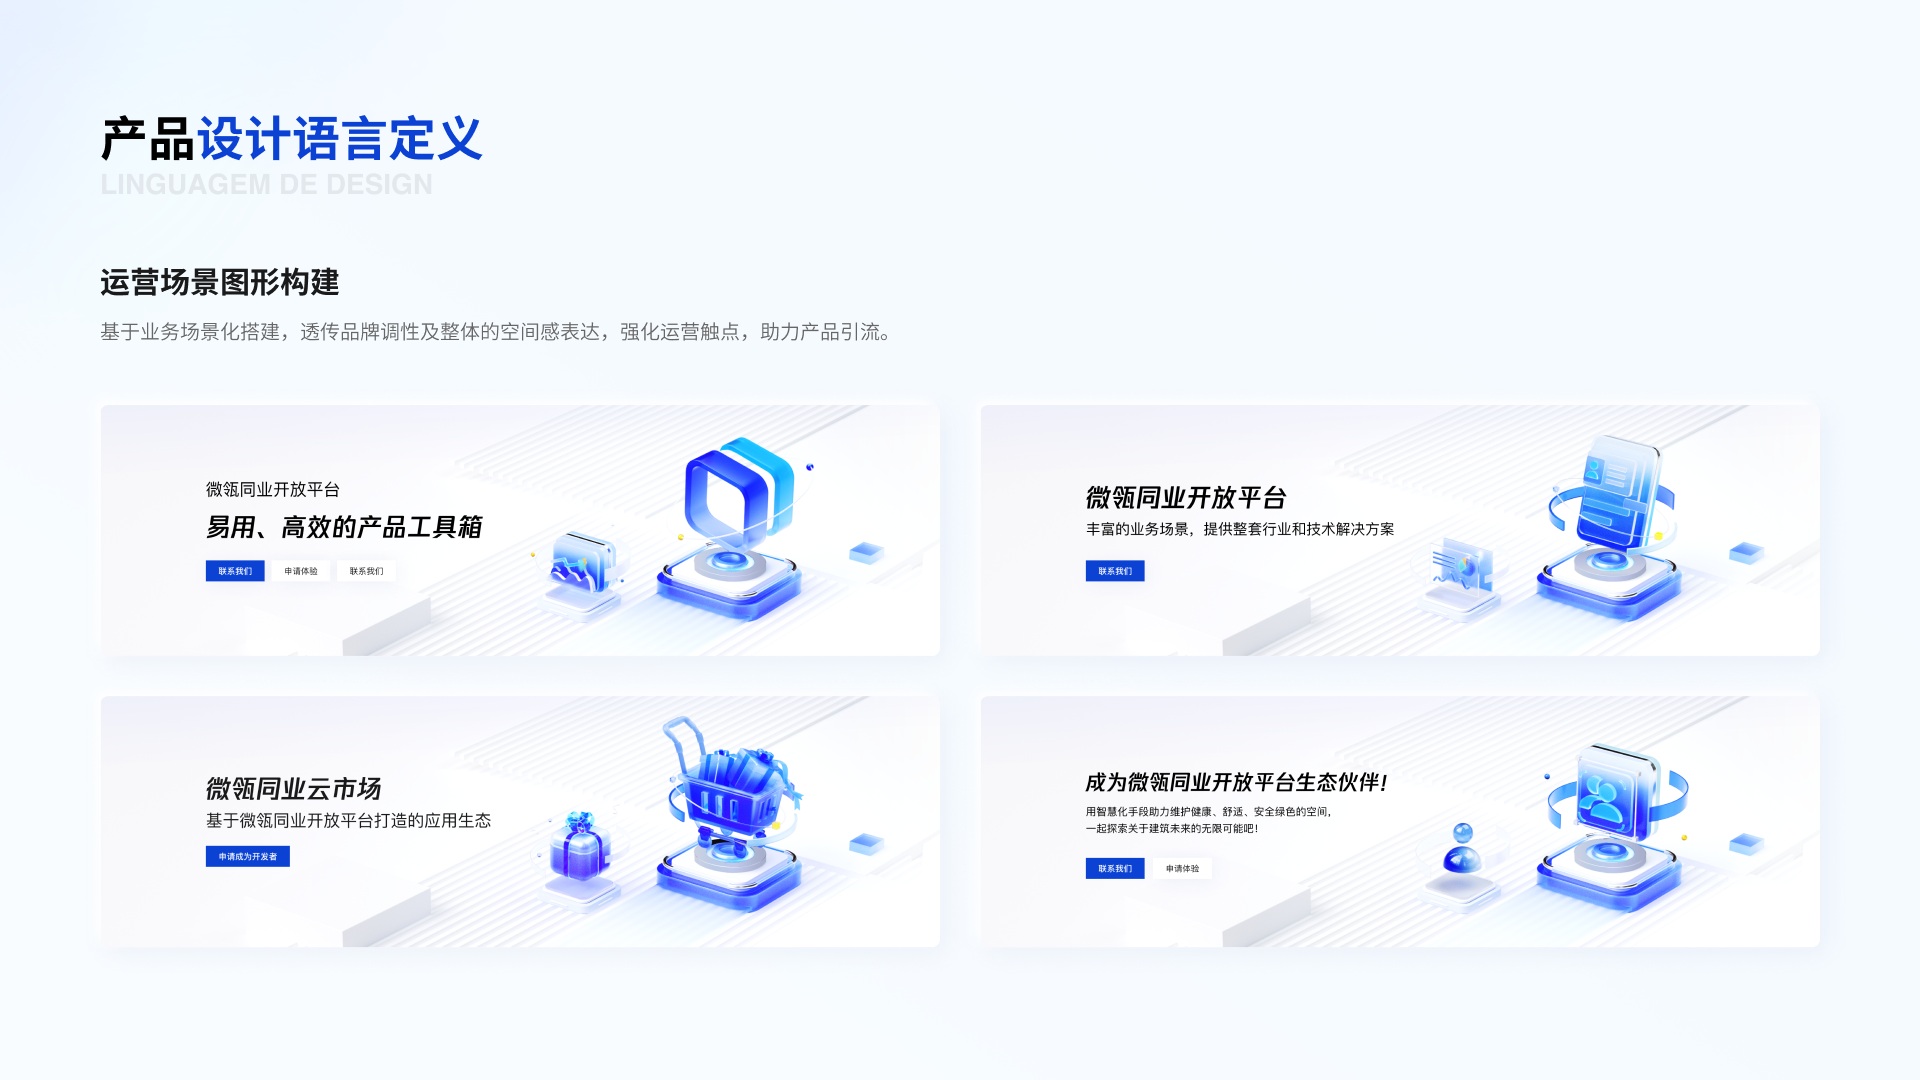 产品设计语言定义
LINGUAGEM DE DESIGN
运营场景图形构建
基于业务场景化搭建，透传品牌调性及整体的空间感表达，强化运营触点，助力产品引流。
微瓴同业开放平台
易用、高效的产品工具箱
联系我们 申请体验 联系我们
微瓴同业开放平台
丰富的业务场景，提供整套行业和技术解决方案
联系我们
微瓴同业云市场
基于微瓴同业开放平台打造的应用生态
申请成为开发者
成为微瓴同业开放平台生态伙伴!
用智慧化手段助力维护健康、舒适、安全绿色的空间，
一起探索关于建筑未来的无限可能吧!
联系我们 申请体验